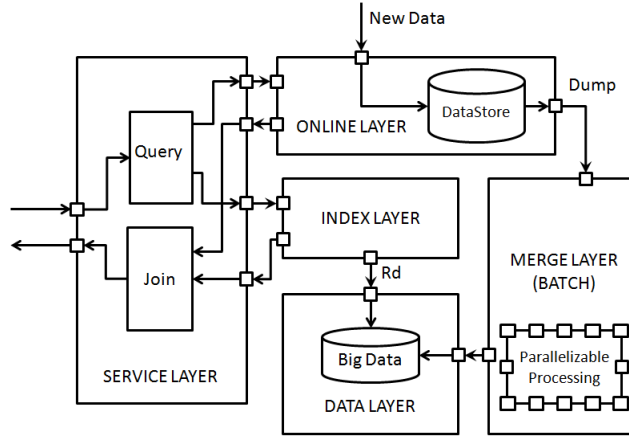 New Data
Dump
DataStore
ONLINE LAYER
Query
INDEX LAYER
MERGE LAYER
(BATCH)
Join
Rd
Big Data
Parallelizable
Processing
SERVICE LAYER
DATA LAYER